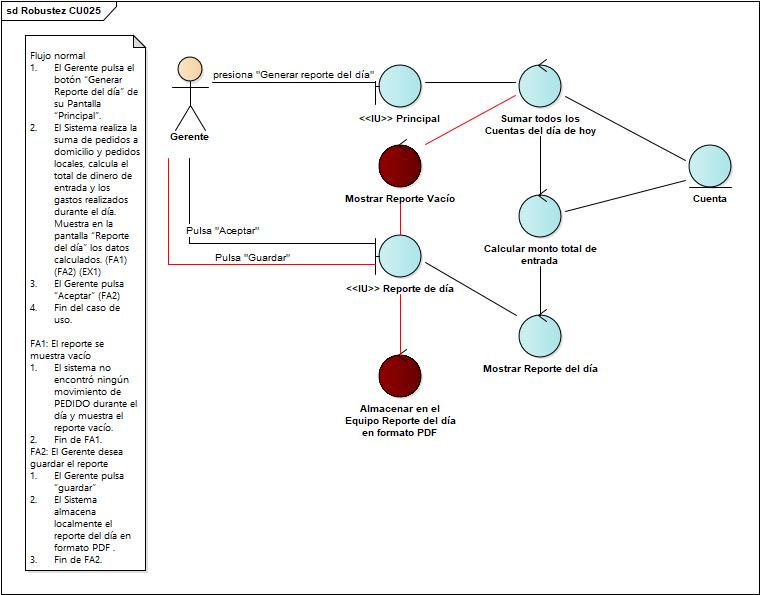 sd Robustez CU025
Flujo normal
1. El Gerente pulsa el
botón "Generar
Reporte del día" de
su Pantalla
"Principal".
2. El Sistema realiza la
suma de pedidos a
domicilio y pedidos
locales, calcula el
total de dinero de
entrada y los
gastos realizados
durante el día.
Muestra en la
pantalla "Reporte
del día" los datos
calculados. (FA1)
(FA2) (EX1)
3. El Gerente pulsa
"Aceptar" (FA2)
4. Fin del caso de
uso.
FA1: El reporte se
muestra vacío
1. El sistema no
encontró ningún
movimiento de
PEDIDO durante el
día y muestra el
reporte vacío.
2. Fin de FA1.
FA2: El Gerente desea
guardar el reporte
1. El Gerente pulsa
"guardar"
2. El Sistema
almacena
localmente el
reporte del día en
formato PDF .
3. Fin de FA2.
Gerente
presiona "Generar reporte del día"
<<IU>> Principal
Sumar todos los
Cuentas del día de hoy
Mostrar Reporte Vacío
Cuenta
Pulsa "Aceptar"
Pulsa "Guardar"
<<IU>> Reporte de día
Calcular monto total de
entrada
Mostrar Reporte del día
Almacenar en el
Equipo Reporte del día
en formato PDF